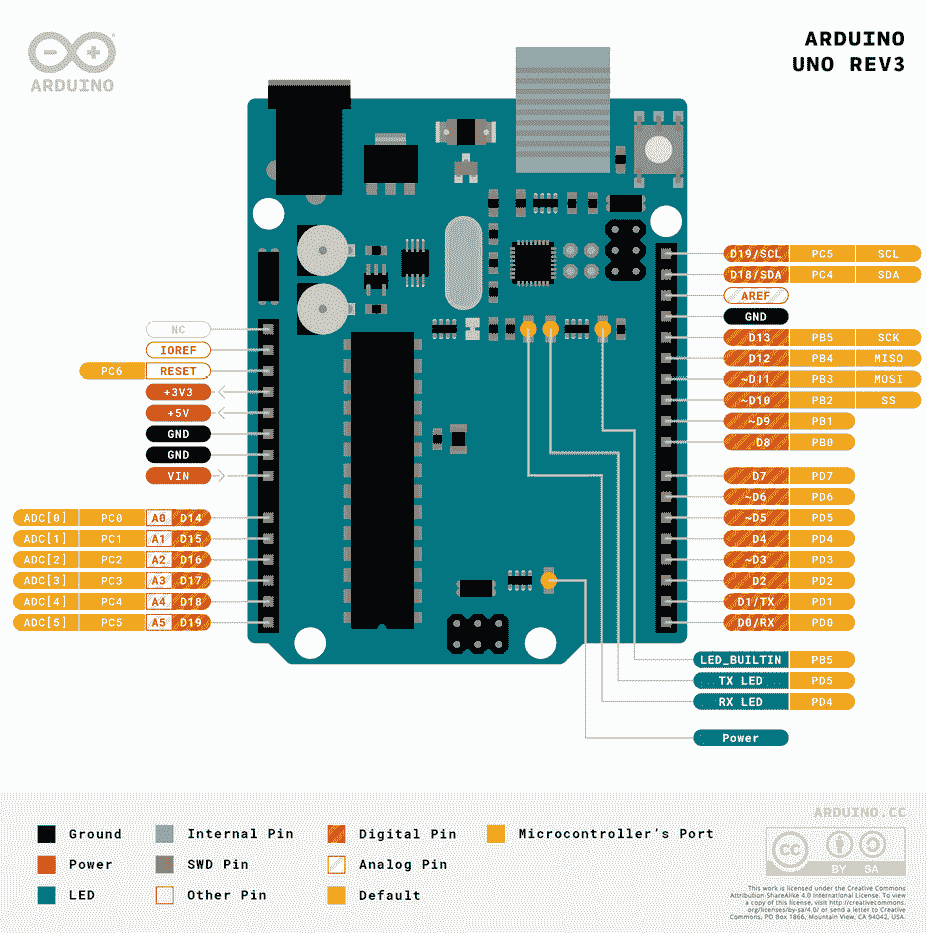 ARDUINO
ARDUINO
UNO REV3
D19/SCL PC5 SCL
D18/SDA PC4 SDA
AREF
GND
D13 PB5 SCK
D12 PB4 MISO
~D11 PB3 MOSI
~D10 PB2 SS
~D9 PB1
D8 PB0
D7 PD7
~D6 PD6
~D5 PD5
D4 PD4
~D3 PD3
D2 PD2
D1/TX PD1
D0/RX PD0
NC
IOREF
PC6 RESET
+3V3
+5V
GND
GND
VIN
ADC[0] PC0 A0 D14
ADC[1] PC1 A1 D15
ADC[2] PC2 A2 D16
ADC[3] PC3 A3 D17
ADC[4] PC4 A4 D18
ADC[5] PC5 A5 D19
LED_BUILTIN PB5
TX LED PD5
RX LED PD4
Power
Ground
Power
LED
Internal Pin
SWD Pin
Other Pin
Digital Pin
Analog Pin
Default
Microcontroller's Port
ARDUINO.CC
CC
BY SA
This work is licensed under the Creative Commons
Attribution-ShareAlike 4.0 International License. To view
a copy of this license, visit http://creativecommons.
org/licenses/by-sa/4.0/ or send a letter to Creative
Commons, PO Box 1866, Mountain View, CA 94042, USA.